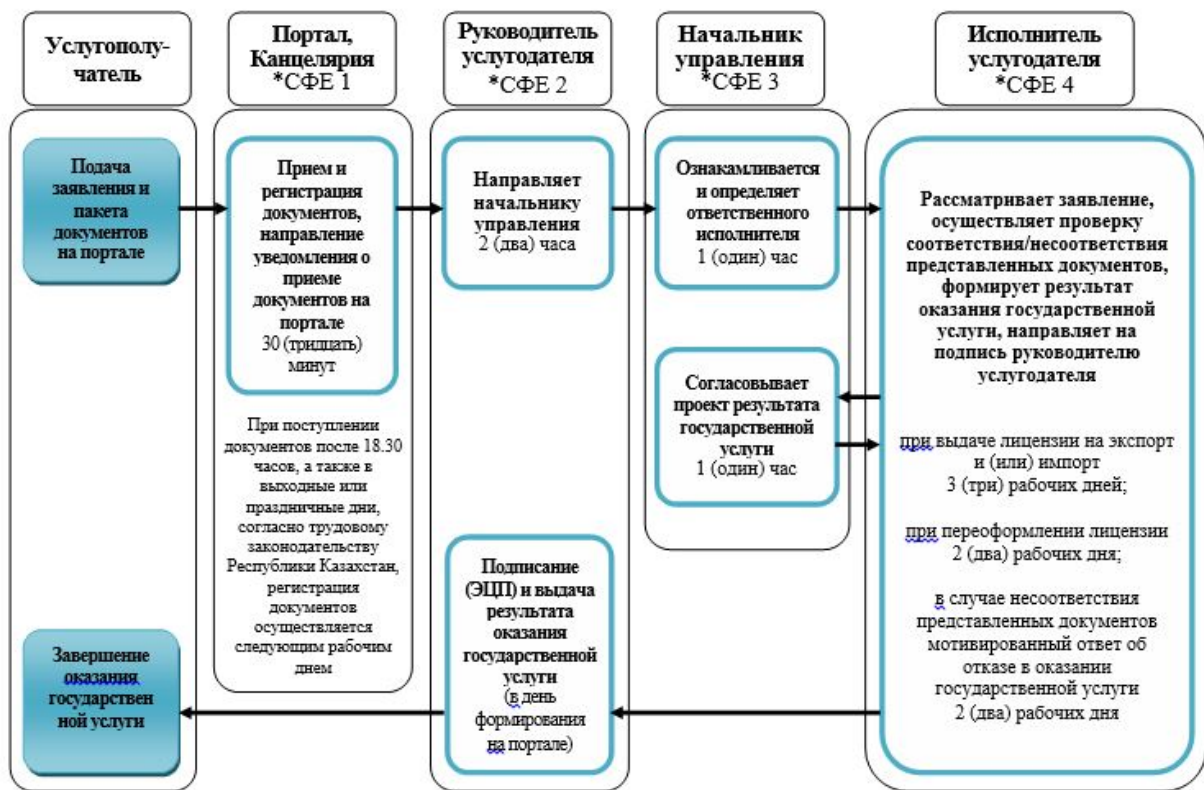 Услугополу-
чатель
Портал,
Канцелярия
*СФЕ 1
Руководитель
услугодателя
*СФЕ 2
Начальник
управления
*СФЕ 3
Исполнитель
услугодателя
*СФЕ 4
Подача
заявления и
пакета
документов
на портале
Прием и
регистрация
документов,
направление
уведомления о
приеме
документов на
портале
30 (тридцать)
минут
При поступлении
документов после 18.30
часов, а также в
выходные или
праздничные дни,
согласно трудовому
законодательству
Республики Казахстан,
регистрация
документов
осуществляется
следующим рабочим
днем
Направляет
начальнику
управления
2 (два) часа
Ознакамливается
и определяет
ответственного
исполнителя
1 (один) час
Рассматривает заявление,
осуществляет проверку
соответствия/несоответствия
представленных документов,
формирует результат
оказания государственной
услуги, направляет на
подпись руководителю
услугодателя
при выдаче лицензии на экспорт
и (или) импорт
3 (три) рабочих дней;
при переоформлении лицензии
2 (два) рабочих дня;
в случае несоответствия
представленных документов
мотивированный ответ об
отказе в оказании
государственной услуги
2 (два) рабочих дня
Согласовывает
проект результата
государственной
услуги
1 (один) час
Подписание
(ЭЦП) и выдача
результата
оказания
государственной
услуги
(в день
формирования
на портале)
Завершение
оказания
государствен
ной услуги